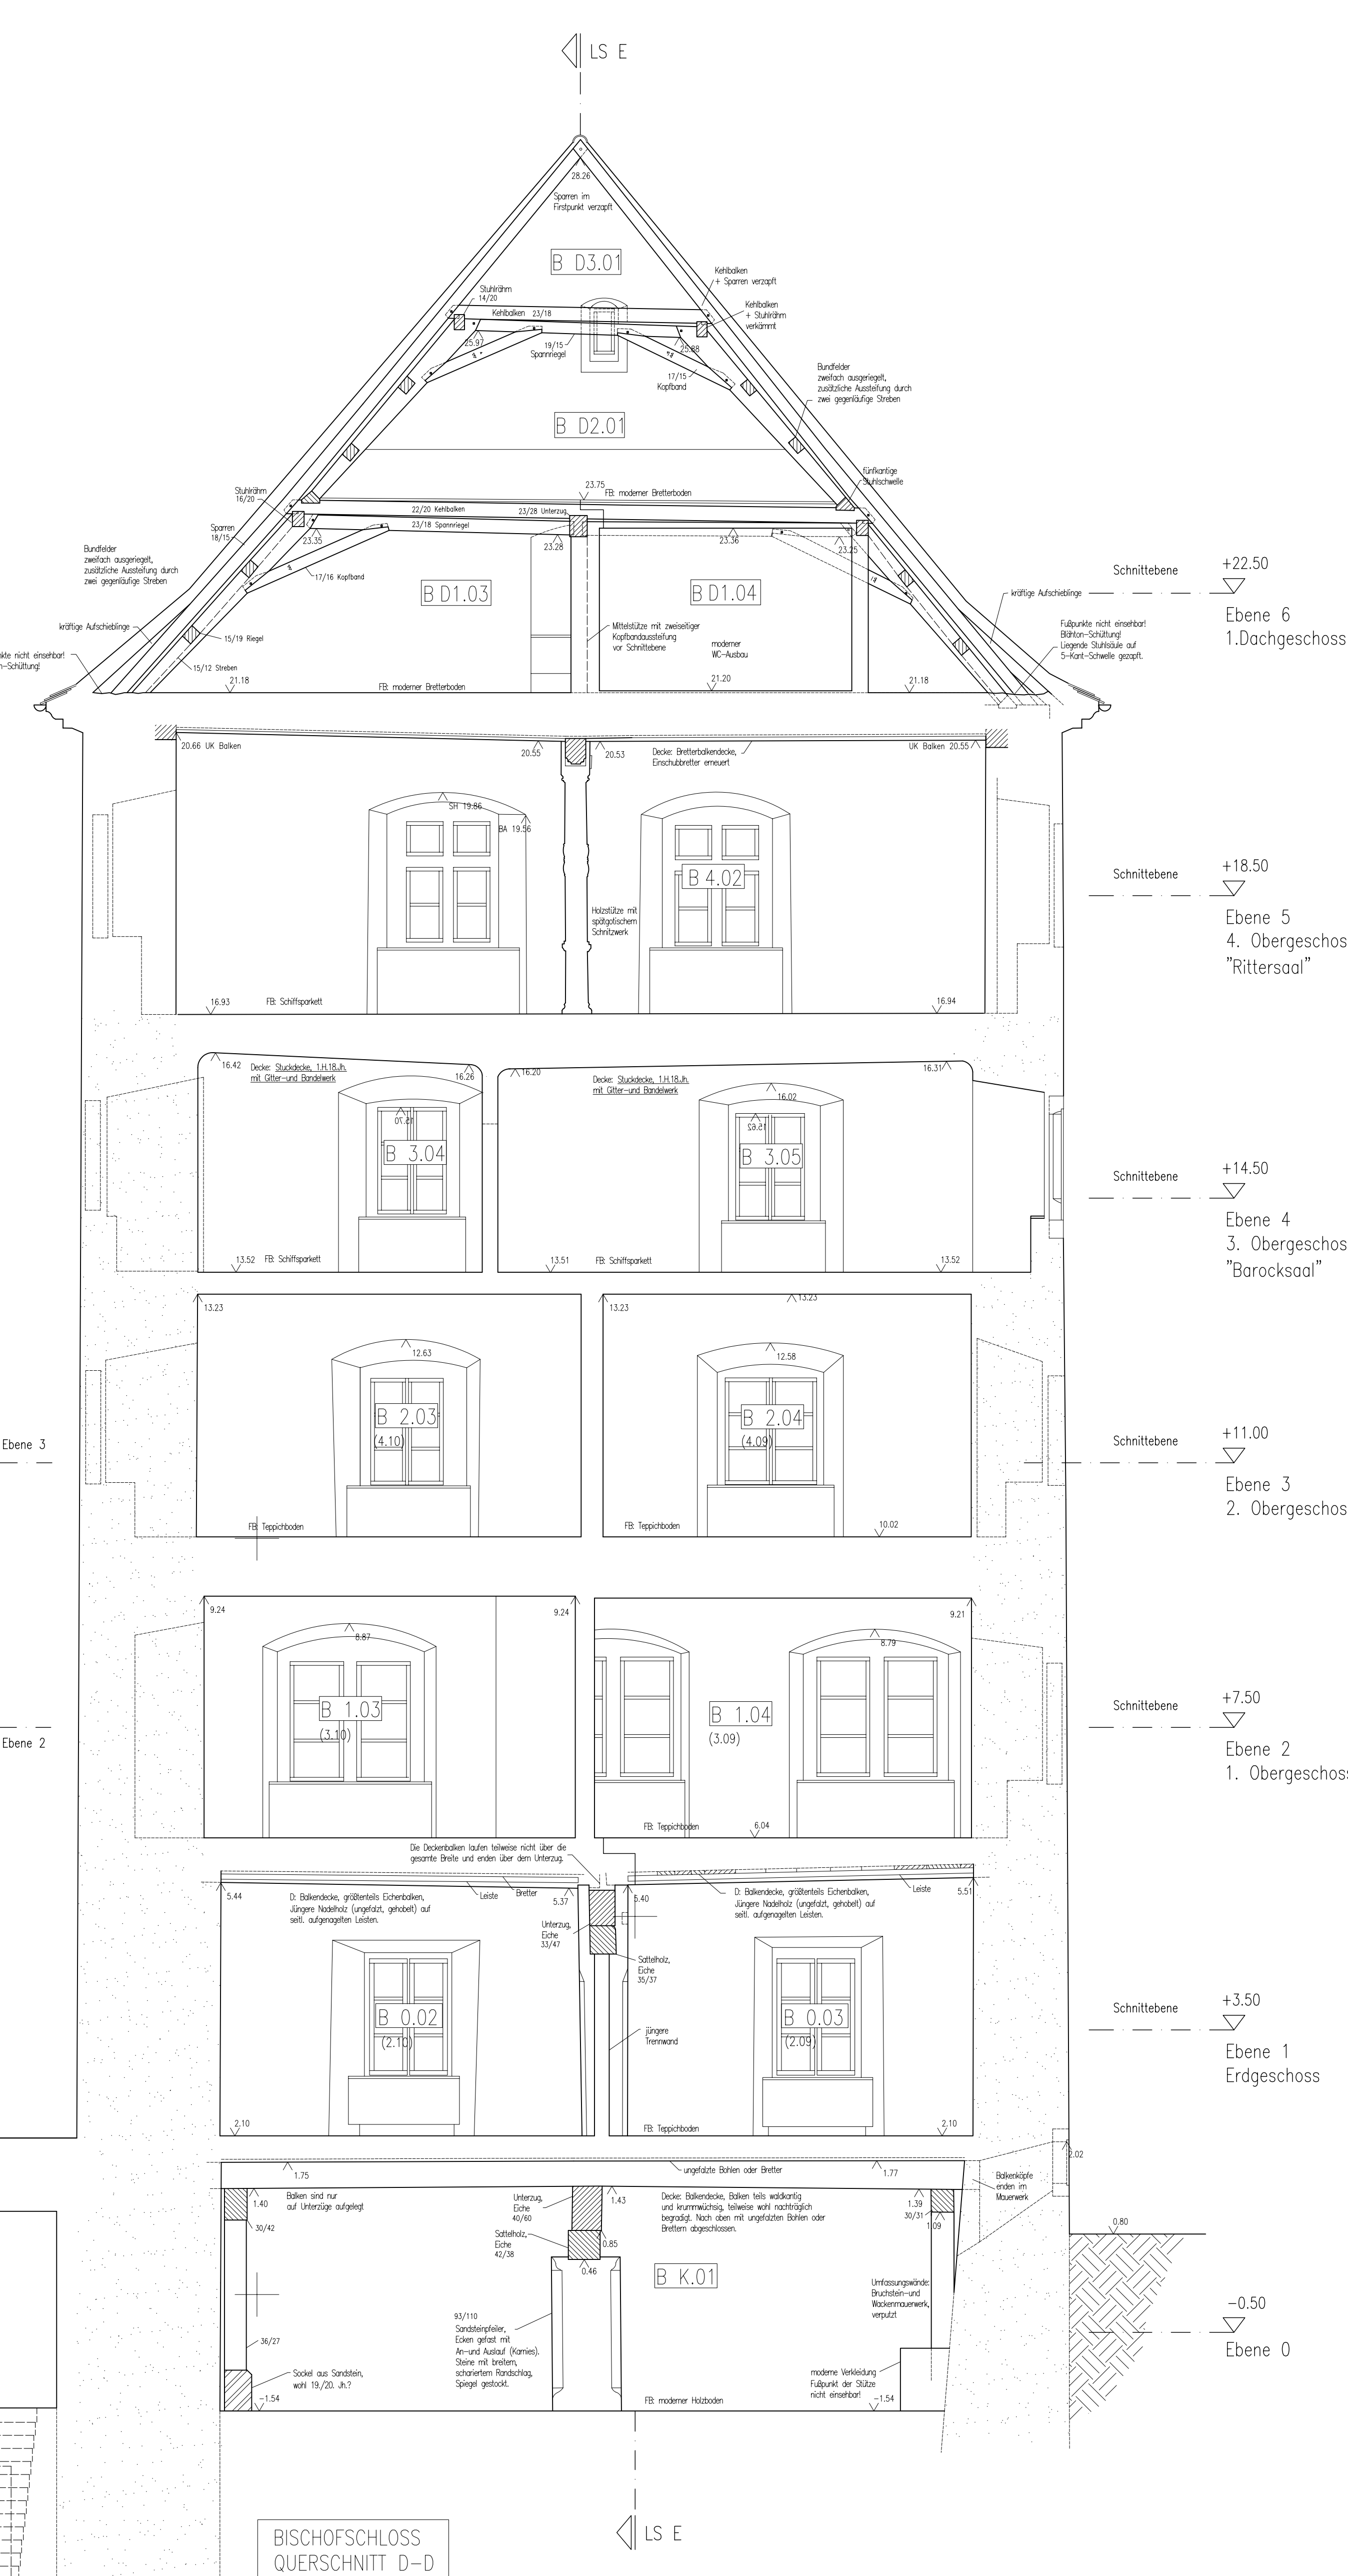 LS E
28.26
Sparren im
Firstpunkt verzapft
B D3.01
Kehlbalken
+ Sparren verzapft
Stuhlrähm
14/20
Kehlbalken 23/18
Kehlbalken
+ Stuhlrähm
verkämmt
25.97
19/15
Spannriegel
25.88
17/15
Kopfband
Bundfelder
zweifach ausgeriegelt,
zusätzliche Aussteifung durch
zwei gegenläufige Streben
B D2.01
fünfkantige
Stuhlschwelle
23.75
FB: moderner Bretterboden
Stuhlrähm
16/20
22/20 Kehlbalken
23/28 Unterzug
23/18 Spannriegel
Sparren
18/15
23.35
23.28
23.36
23.25
Bundfelder
zweifach ausgeriegelt,
zusätzliche Aussteifung durch
zwei gegenläufige Streben
17/16 Kopfband
B D1.03
B D1.04
kräftige Aufschieblinge
Schnittebene
+22.50
Ebene 6
1.Dachgeschoss
kräftige Aufschieblinge
15/19 Riegel
Mittelstütze mit zweiseitiger
Kopfbandaussteifung
vor Schnittebene
moderner
WC-Ausbau
Fußpunkte nicht einsehbar!
Blähton-Schüttung!
Liegende Stuhlsäule auf
5-Kant-Schwelle gezapft.
kte nicht einsehbar!
n-Schüttung!
15/12 Streben
21.18
FB: moderner Bretterboden
21.20
21.18
20.66 UK Balken
20.55
20.53
Decke: Bretterbalkendecke,
Einschubbretter erneuert
UK Balken 20.55
SH 19.86
BA 19.56
B 4.02
Schnittebene
+18.50
Ebene 5
4. Obergeschos
"Rittersaal"
Holzstütze mit
spätgotischem
Schnitzwerk
16.93
FB: Schiffsparkett
16.94
16.42
Decke: Stuckdecke, 1.H.18.Jh.
mit Gitter-und Bandelwerk
16.26
16.20
Decke: Stuckdecke, 1.H.18.Jh.
mit Gitter-und Bandelwerk
16.31
16.02
15.70
15.62
B 3.04
B 3.05
Schnittebene
+14.50
Ebene 4
3. Obergeschos
"Barocksaal"
13.52
FB: Schiffsparkett
13.51
FB: Schiffsparkett
13.52
13.23
13.23
13.23
12.63
12.58
B 2.03
(4.10)
B 2.04
(4.09)
Ebene 3
Schnittebene
+11.00
Ebene 3
2. Obergeschos
FB: Teppichboden
FB: Teppichboden
10.02
9.24
9.24
9.21
8.87
8.79
B 1.03
(3.10)
B 1.04
(3.09)
Ebene 2
Schnittebene
+7.50
Ebene 2
1. Obergeschoss
FB: Teppichboden
6.04
Die Deckenbalken laufen teilweise nicht über die
gesamte Breite und enden über dem Unterzug.
5.44
D: Balkendecke, größtenteils Eichenbalken,
Jüngere Nadelholz (ungefalzt, gehobelt) auf
seitl. aufgenagelten Leisten.
Leiste
Bretter
5.37
5.40
D: Balkendecke, größtenteils Eichenbalken,
Jüngere Nadelholz (ungefalzt, gehobelt) auf
seitl. aufgenagelten Leisten.
Leiste
5.51
Unterzug,
Eiche
33/47
Sattelholz,
Eiche
35/37
B 0.02
(2.10)
B 0.03
(2.09)
jüngere
Trennwand
Schnittebene
+3.50
Ebene 1
Erdgeschoss
2.10
FB: Teppichboden
2.10
2.02
1.75
ungefalzte Bohlen oder Bretter
1.77
Balkenköpfe
enden im
Mauerwerk
1.40
Balken sind nur
auf Unterzüge aufgelegt
30/42
Unterzug,
Eiche
40/60
1.43
Decke: Balkendecke, Balken teils waldkantig
und krummwüchsig, teilweise wohl nachträglich
begradigt. Nach oben mit ungefalzten Bohlen oder
Brettern abgeschlossen.
1.39
30/31
1.09
0.80
Sattelholz,
Eiche
42/38
0.85
0.46
B K.01
Umfassungswände:
Bruchstein-und
Wackenmauerwerk,
verputzt
-0.50
Ebene 0
93/110
Sandsteinpfeiler,
Ecken gefast mit
An-und Auslauf (Karnies).
Steine mit breitem,
schariertem Randschlag,
Spiegel gestockt.
36/27
Sockel aus Sandstein,
wohl 19./20. Jh.?
moderne Verkleidung
Fußpunkt der Stütze
nicht einsehbar!
-1.54
FB: moderner Holzboden
-1.54
LS E
BISCHOFSCHLOSS
QUERSCHNITT D-D